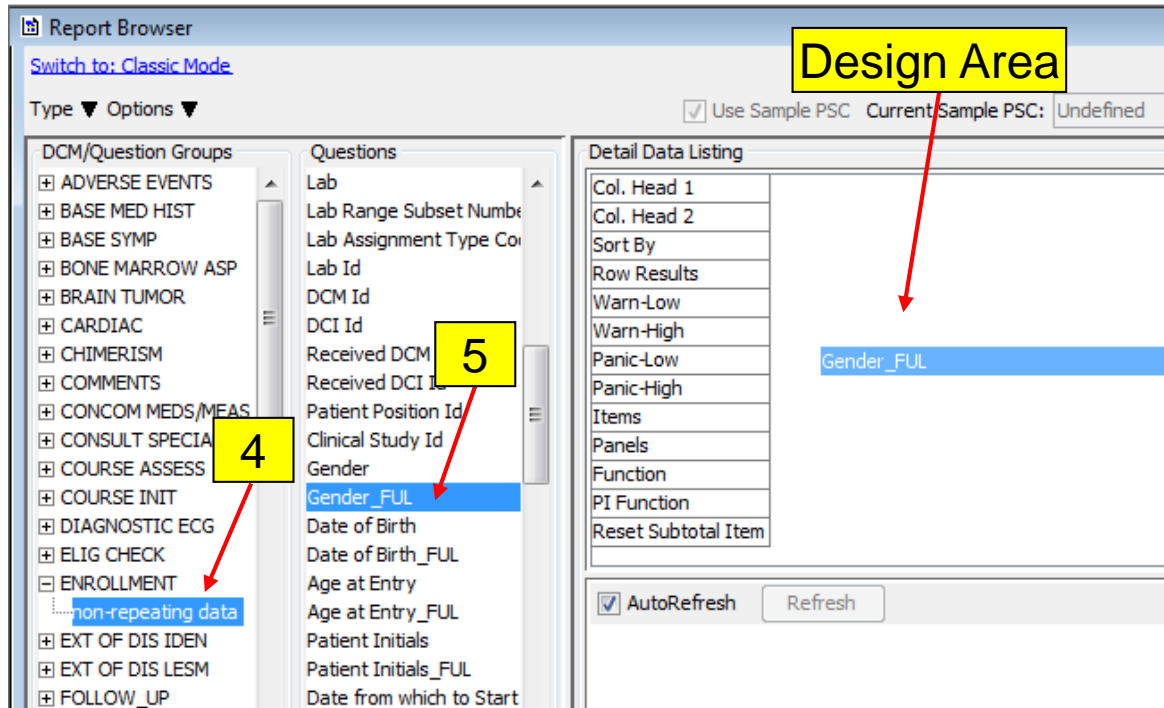 Report Browser
Switch to: Classic Mode
Design Area
Type ▼ Options ▼
Use Sample PSC Current Sample PSC: Undefined
DCM/Question Groups
ADVERSE EVENTS
BASE MED HIST
BASE SYMP
BONE MARROW ASP
BRAIN TUMOR
CARDIAC
CHIMERISM
COMMENTS
CONCOM MEDS/MEAS
CONSULT SPECIA
COURSE ASSESS
COURSE INIT
DIAGNOSTIC ECG
ELIG CHECK
ENROLLMENT
non-repeating data
EXT OF DIS IDEN
EXT OF DIS LESM
FOLLOW_UP
4
Questions
Lab
Lab Range Subset Numbe
Lab Assignment Type Co
Lab Id
DCM Id
DCI Id
Received DCM
Received DCI I
Patient Position Id
Clinical Study Id
Gender
Gender_FUL
Date of Birth
Date of Birth_FUL
Age at Entry
Age at Entry_FUL
Patient Initials
Patient Initials_FUL
Date from which to Start
5
Detail Data Listing
Col. Head 1
Col. Head 2
Sort By
Row Results
Warn-Low
Warn-High
Panic-Low
Panic-High
Items
Panels
Function
PI Function
Reset Subtotal Item
Gender_FUL
AutoRefresh Refresh